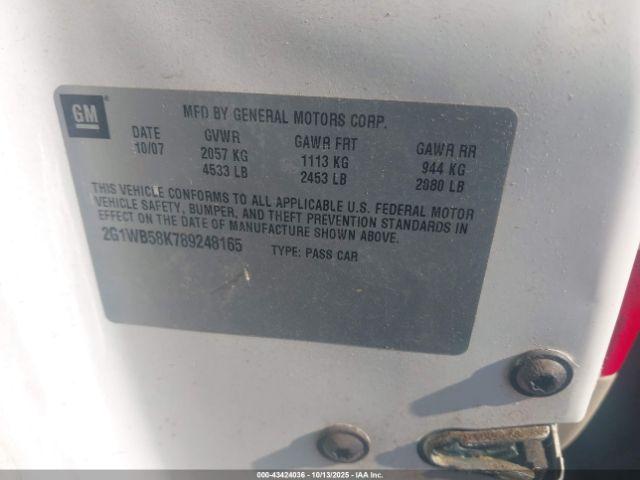 GM
MFD BY GENERAL MOTORS CORP.
DATE GVWR GAWR FRT GAWR RR
10/07 2057 KG 1113 KG 944 KG
4533 LB 2453 LB 2080 LB
THIS VEHICLE CONFORMS TO ALL APPLICABLE U.S. FEDERAL MOTOR
VEHICLE SAFETY, BUMPER, AND THEFT PREVENTION STANDARDS IN
EFFECT ON THE DATE OF MANUFACTURE SHOWN ABOVE.
2G1WB58K789248165 TYPE: PASS CAR
00-43424036 - 10/13/2025 - IAA Inc.